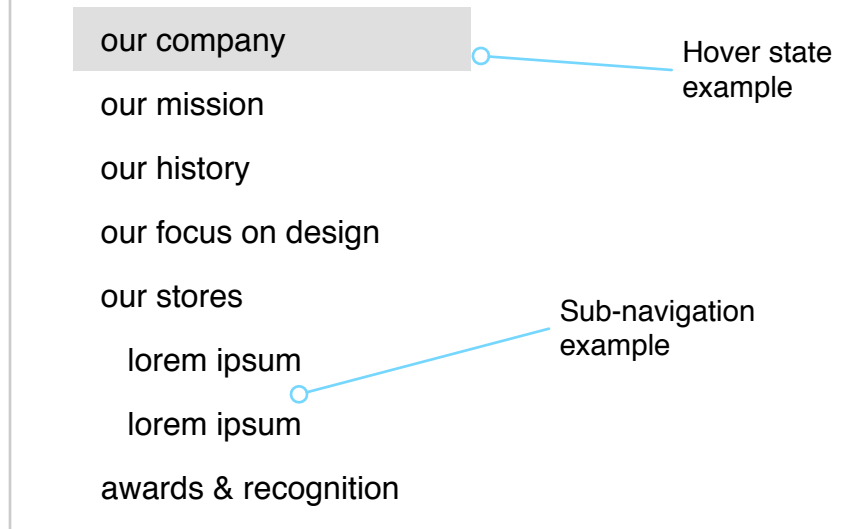 our company
Hover state
example
our mission
our history
our focus on design
our stores
Sub-navigation
example
lorem ipsum
lorem ipsum
awards & recognition